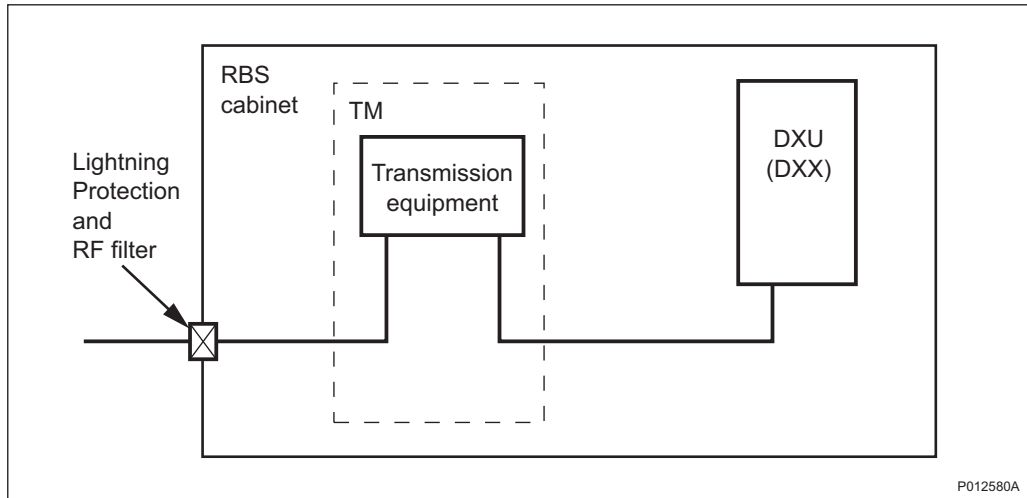 RBS
cabinet
TM
Transmission
equipment
DXU
(DXX)
Lightning
Protection
and
RF filter
P012580A